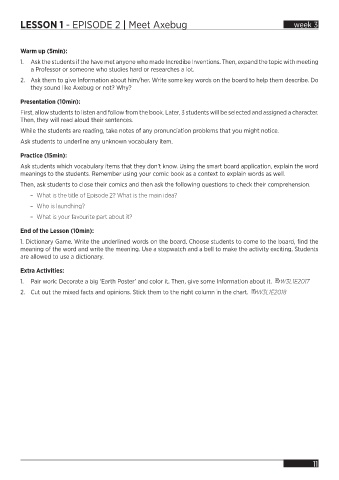 LESSON 1 - EPISODE 2 | Meet Axebug
week 3
Warm up (5min):
1. Ask the students if the have met anyone who made incredibe inventions. Then, expand the topic with meeting
a Professor or someone who studies hard or researches a lot.
2. Ask them to give information about him/her. Write some key words on the board to help them describe. Do
they sound like Axebug or not? Why?
Presentation (10min):
First, allow students to listen and follow from the book. Later, 3 students will be selected and assigned a character.
Then, they will read aloud their sentences.
While the students are reading, take notes of any pronunciation problems that you might notice.
Ask students to underline any unknown vocabulary item.
Practice (15min):
Ask students which vocabulary items they don't know. Using the smart board application, explain the word
meanings to the students. Remember using your comic book as a context to explain words as well.
Then, ask students to close their comics and then ask the following questions to check their comprehension.
- What is the title of Episode 2? What is the main idea?
- Who is laundhing?
- What is your favourite part about it?
End of the Lesson (10min):
1. Dictionary Game. Write the underlined words on the board. Choose students to come to the board, find the
meaning of the word and write the meaning. Use a stopwatch and a bell to make the activity exciting. Students
are allowed to use a dictionary.
Extra Activities:
1. Pair work: Decorate a big 'Earth Poster' and color it. Then, give some information about it. W3L1E2017
2. Cut out the mixed facts and opinions. Stick them to the right column in the chart. W3L1E2018
11